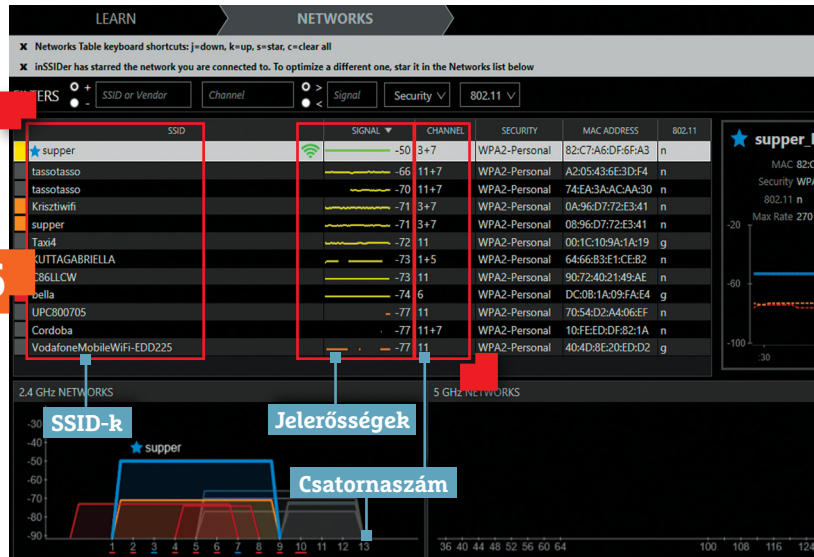 LEARN NETWORKS
x Networks Table keyboard shortcuts: j=down, k=up, s=star, c=clear all
x inSSIDer has starred the network you are connected to. To optimize a different one, star it in the Networks list below
TERS + - SSID or Vendor Channel > < Signal Security 802.11
SSID SIGNAL CHANNEL SECURITY MAC ADDRESS 802.11
supper -50 3+7 WPA2-Personal 82:C7:A6:DF:6F:A3 n
tassotasso -66 11+7 WPA2-Personal A2:05:43:6E:3D:F4 n
tassotasso -70 11+7 WPA2-Personal 74:EA:3A:AC:AA:30 n
Krisztiwifi -71 3+7 WPA2-Personal 0A:96:D7:72:E3:41 n
supper -71 3+7 WPA2-Personal 08:96:D7:72:E3:41 n
Taxi4 -72 11 WPA2-Personal 00:1C:10:9A:1A:19 g
KUTTAGABRIELLA -73 1+5 WPA2-Personal 64:66:B3:E1:CE:B2 n
C86LLCW -73 11 WPA2-Personal 90:72:40:21:49:AE n
bella -74 6 WPA2-Personal DC:0B:1A:09:FA:E4 g
UPC800705 -77 11 WPA2-Personal 70:54:D2:A4:06:EF n
Cordoba -77 11+7 WPA2-Personal 10:FE:ED:DF:82:1A n
VodafoneMobileWiFi-EDD225 -77 11 WPA2-Personal 40:4D:8E:20:ED:D2 g
supper_
MAC 82:C
Security WPA
802.11 n
Max Rate 270
-20
-60
-100
:30
2.4 GHz NETWORKS
5 GHz NETWORKS
SSID-k
Jelerősségek
Csatornaszám
supper
-30
-40
-50
-60
-70
-80
-90
1 2 3 4 5 6 7 8 9 10 11 12 13
36 40 44 48 52 56 60 64 100 108 116 124